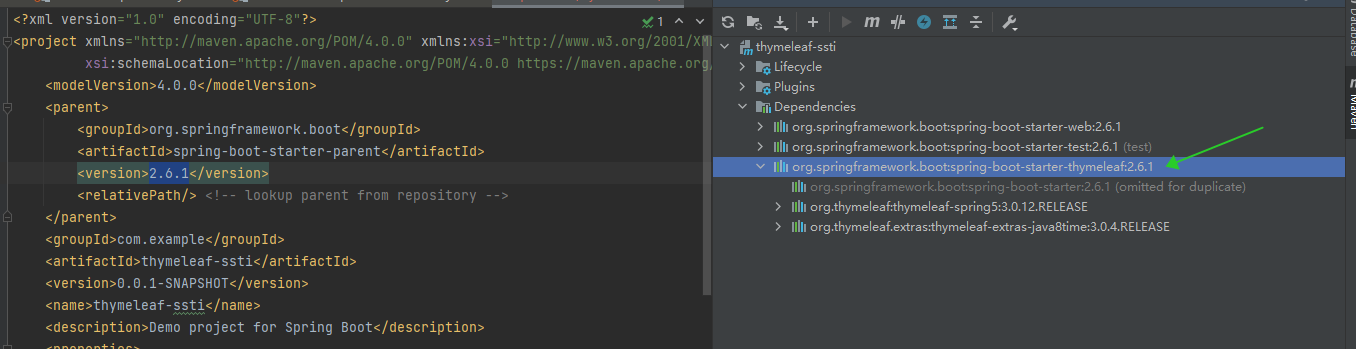 <?xml version="1.0" encoding="UTF-8"?>
1
<project xmlns="http://maven.apache.org/POM/4.0.0" xmlns:xsi="http://www.w3.org/2001/XM
xsi:schemaLocation="http://maven.apache.org/POM/4.0.0 https://maven.apache.org/
<modelVersion>4.0.0</modelVersion>
<parent>
<groupId>org.springframework.boot</groupId>
<artifactId>spring-boot-starter-parent</artifactId>
<version>2.6.1</version>
<relativePath/> <!-- lookup parent from repository -->
</parent>
<groupId>com.example</groupId>
<artifactId>thymeleaf-ssti</artifactId>
<version>0.0.1-SNAPSHOT</version>
<name>thymeleaf-ssti</name>
<description>Demo project for Spring Boot</description>
<properties>
thymeleaf-ssti
Lifecycle
Plugins
Dependencies
org.springframework.boot:spring-boot-starter-web:2.6.1
org.springframework.boot:spring-boot-starter-test:2.6.1 (test)
org.springframework.boot:spring-boot-starter-thymeleaf:2.6.1
org.springframework.boot:spring-boot-starter:2.6.1 (omitted for duplicate)
org.thymeleaf:thymeleaf-spring5:3.0.12.RELEASE
org.thymeleaf.extras:thymeleaf-extras-java8time:3.0.4.RELEASE
Database
Maven